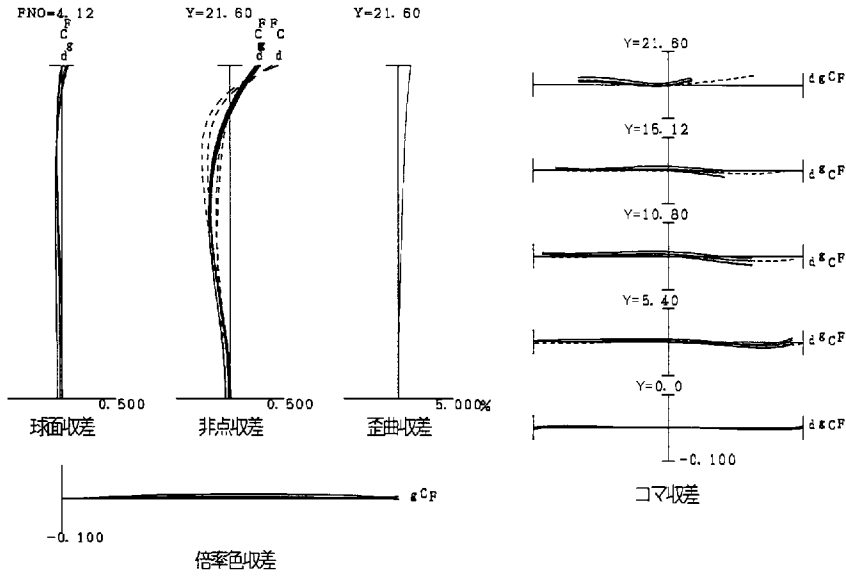 FNO=4.12
F
C
g
d
0.500
球面収差
Y=21.60
F F
C C
g
d d
0.500
非点収差
Y=21.60
5.000%
歪曲収差
g C F
-0.100
倍率色収差
Y=21.60
d g C F
Y=15.12
d g C F
Y=10.80
d g C F
Y=5.40
d g C F
Y=0.0
d g C F
-0.100
コマ収差